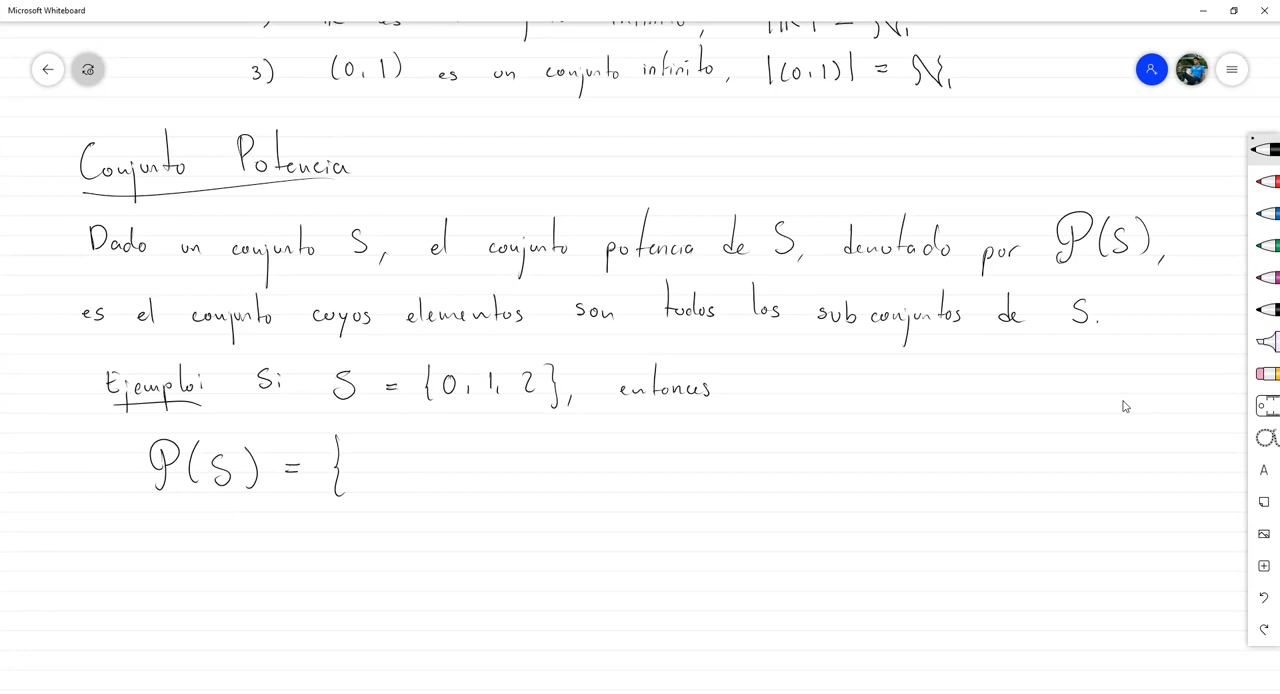 Microsoft Whiteboard
3) (0, 1) es un conjunto infinito, |(0, 1)| = ℵ₁
Conjunto Potencia
Dado un conjunto S, el conjunto potencia de S, denotado por 𝒫(S),
es el conjunto cuyos elementos son todos los subconjuntos de S.
Ejemplo: Si S = {0, 1, 2}, entonces
𝒫(S) = {